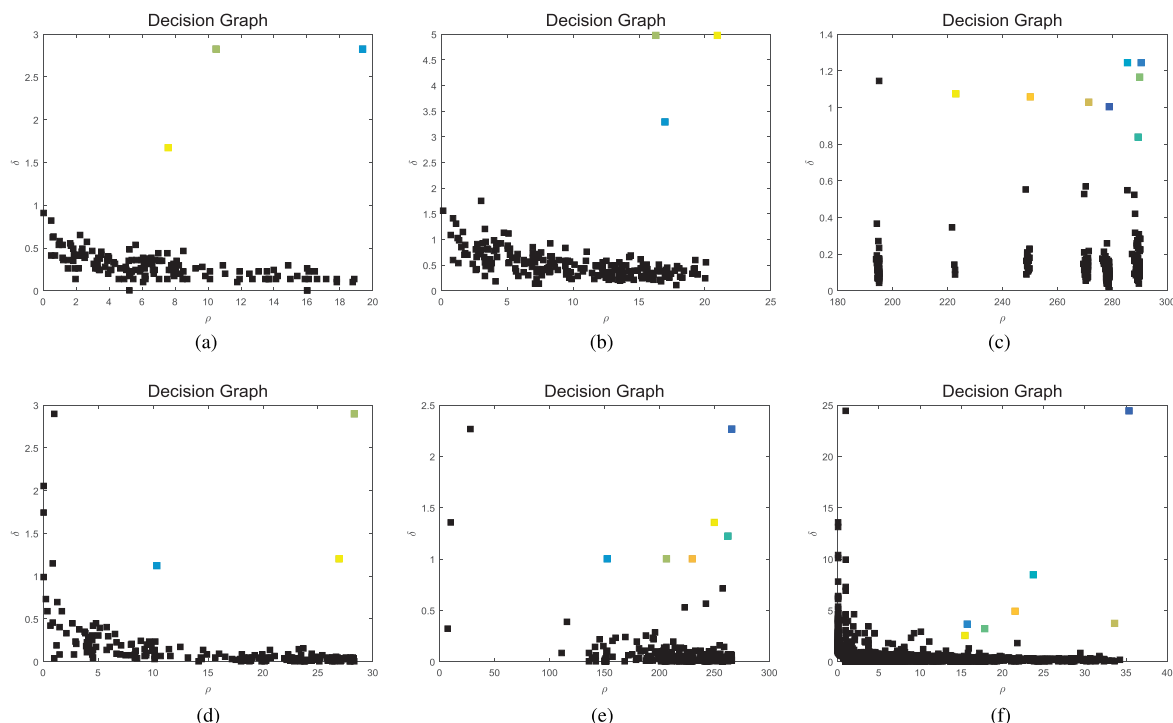 Decision Graph
Decision Graph
Decision Graph
3
2.5
2
1.5
1
0.5
0
δ
0 2 4 6 8 10 12 14 16 18 20
ρ
5
4.5
4
3.5
3
2.5
2
1.5
1
0.5
0
δ
0 5 10 15 20 25
ρ
1.4
1.2
1
0.8
0.6
0.4
0.2
0
δ
180 200 220 240 260 280 300
ρ
(a)
(b)
(c)
Decision Graph
Decision Graph
Decision Graph
3
2.5
2
1.5
1
0.5
0
δ
0 5 10 15 20 25 30
ρ
2.5
2
1.5
1
0.5
0
δ
0 50 100 150 200 250 300
ρ
25
20
15
10
5
0
δ
0 5 10 15 20 25 30 35 40
ρ
(d)
(e)
(f)